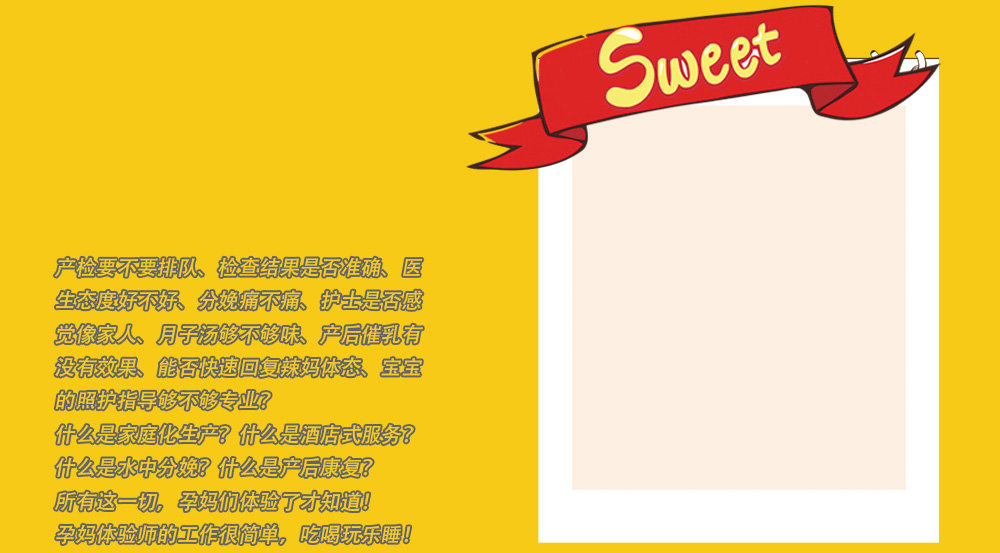 Sweet
产检要不要排队、检查结果是否准确、医
生态度好不好、分娩痛不痛、护士是否感
觉像家人、月子汤够不够味、产后催乳有
没有效果、能否快速回复辣妈体态、宝宝
的照护指导够不够专业?
什么是家庭化生产?什么是酒店式服务?
什么是水中分娩?什么是产后康复?
所有这一切，孕妈们体验了才知道!
孕妈体验师的工作很简单，吃喝玩乐睡!